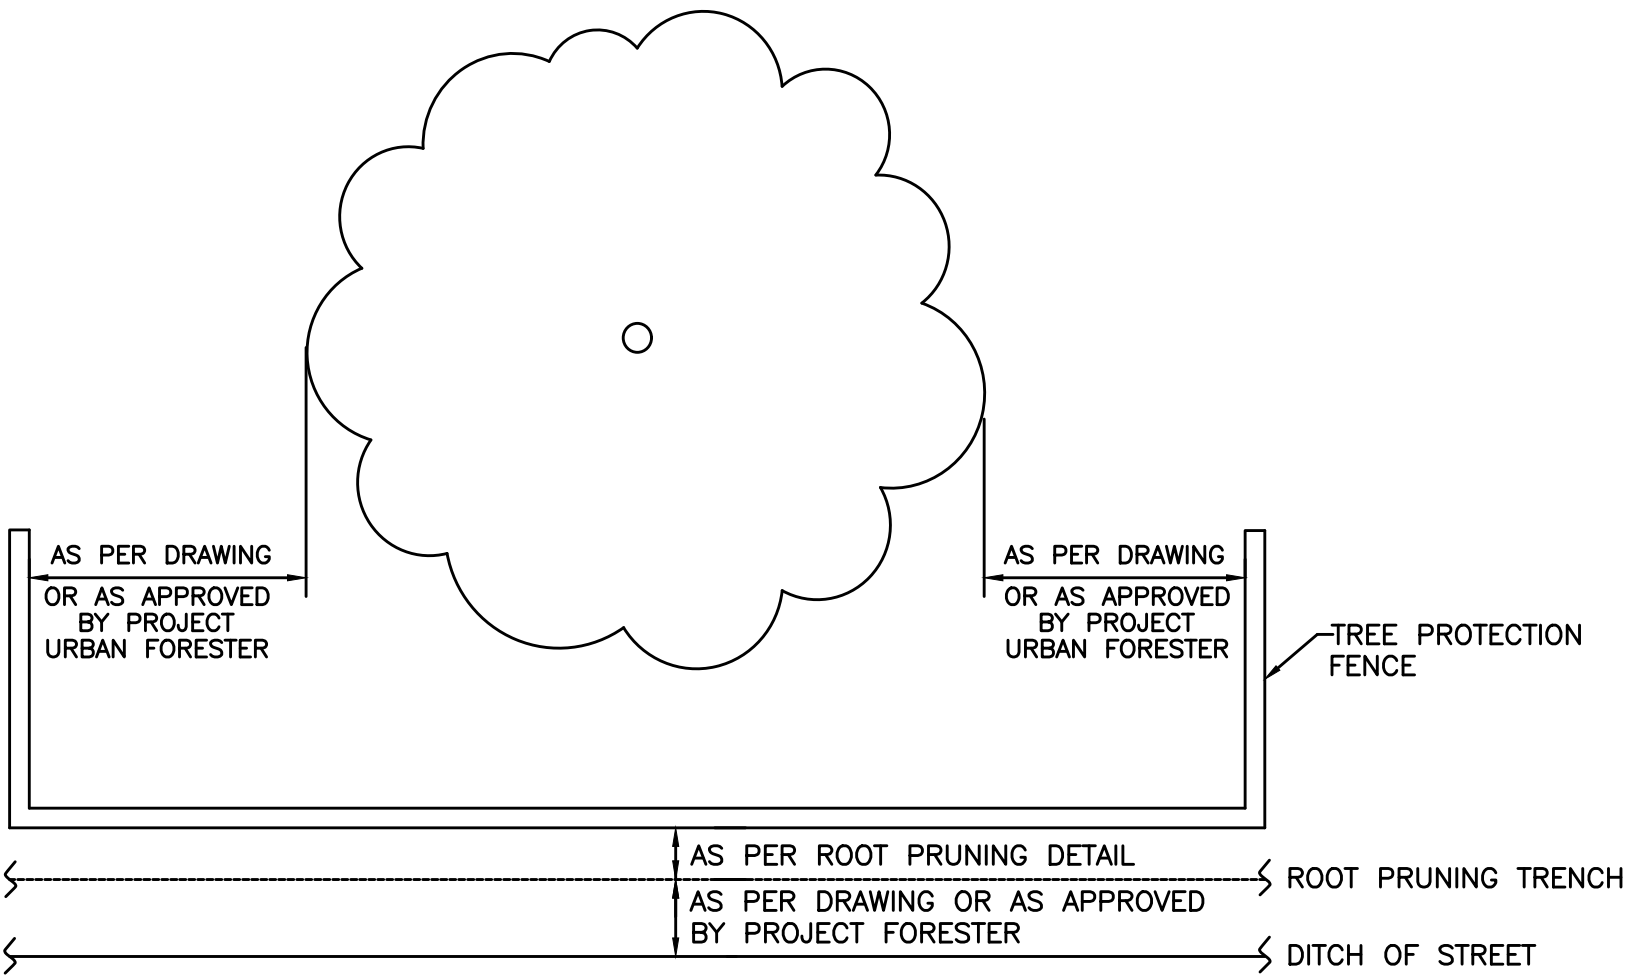 AS PER DRAWING
OR AS APPROVED
BY PROJECT
URBAN FORESTER
AS PER DRAWING
OR AS APPROVED
BY PROJECT
URBAN FORESTER
TREE PROTECTION
FENCE
AS PER ROOT PRUNING DETAIL
ROOT PRUNING TRENCH
AS PER DRAWING OR AS APPROVED
BY PROJECT FORESTER
DITCH OF STREET